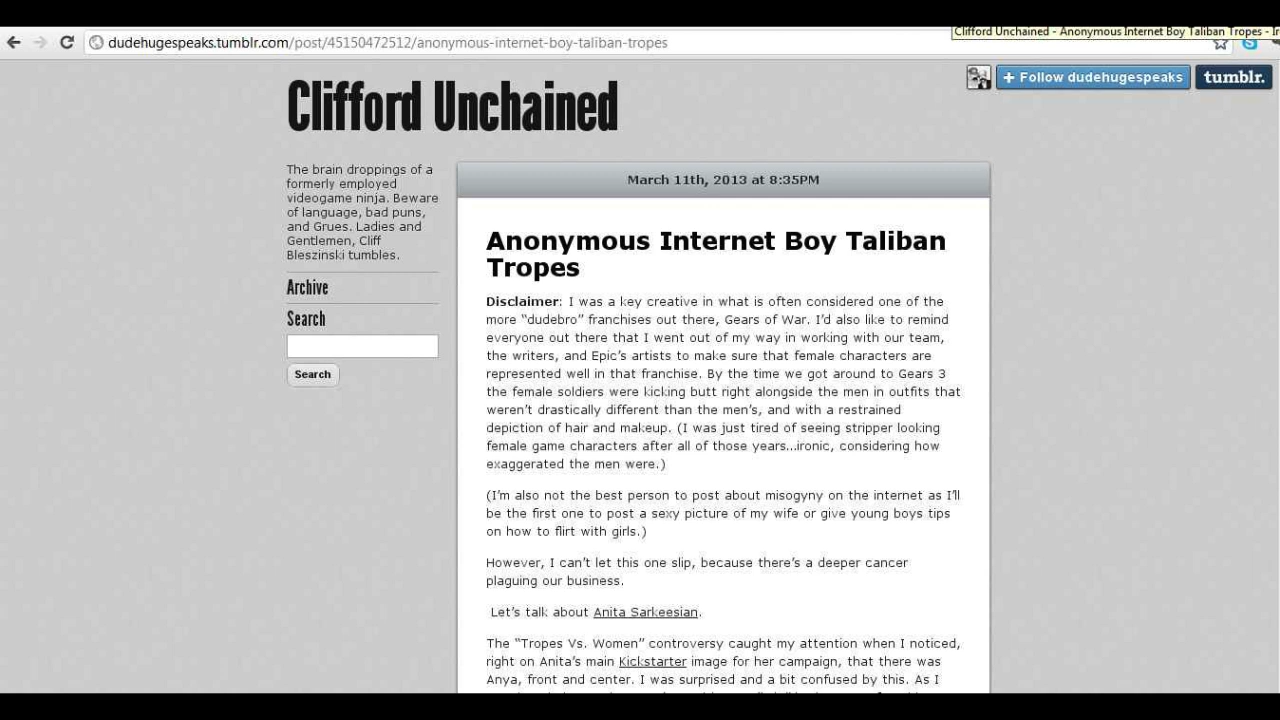 Clifford Unchained - Anonymous Internet Boy Taliban Tropes -
dudehugespeaks.tumblr.com/post/45150472512/anonymous-internet-boy-taliban-tropes
+ Follow dudehugespeaks
tumblr.
Clifford Unchained
The brain droppings of a
formerly employed
videogame ninja. Beware
of language, bad puns,
and Grues. Ladies and
Gentlemen, Cliff
Bleszinski tumbles.
Archive
Search
Search
March 11th, 2013 at 8:35PM
Anonymous Internet Boy Taliban
Tropes
Disclaimer: I was a key creative in what is often considered one of the
more “dudebro” franchises out there, Gears of War. I’d also like to remind
everyone out there that I went out of my way in working with our team,
the writers, and Epic’s artists to make sure that female characters are
represented well in that franchise. By the time we got around to Gears 3
the female soldiers were kicking butt right alongside the men in outfits that
weren’t drastically different than the men’s, and with a restrained
depiction of hair and makeup. (I was just tired of seeing stripper looking
female game characters after all of those years…ironic, considering how
exaggerated the men were.)
(I’m also not the best person to post about misogyny on the internet as I’ll
be the first one to post a sexy picture of my wife or give young boys tips
on how to flirt with girls.)
However, I can’t let this one slip, because there’s a deeper cancer
plaguing our business.
Let’s talk about Anita Sarkeesian.
The “Tropes Vs. Women” controversy caught my attention when I noticed,
right on Anita’s main Kickstarter image for her campaign, that there was
Anya, front and center. I was surprised and a bit confused by this. As I